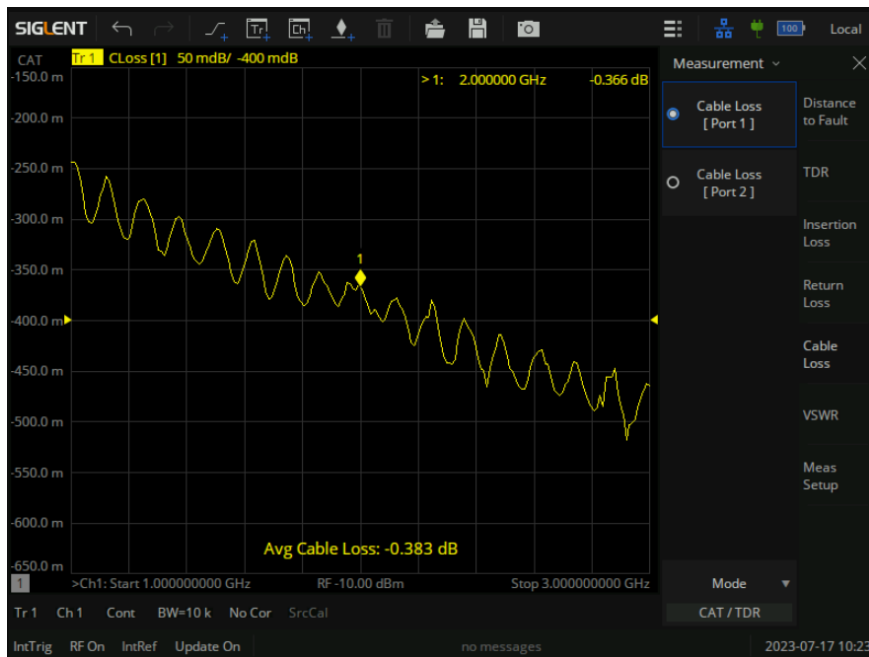 SIGLENT Tr Ch 100 Local
CAT Tr 1 CLoss [1] 50 mdB/ -400 mdB
> 1: 2.000000 GHz -0.366 dB
-150.0 m
-200.0 m
-250.0 m
-300.0 m
-350.0 m
-400.0 m
-450.0 m
-500.0 m
-550.0 m
-600.0 m
-650.0 m
1
Avg Cable Loss: -0.383 dB
1 >Ch1: Start 1.000000000 GHz RF -10.00 dBm Stop 3.000000000 GHz
Measurement
Cable Loss
[ Port 1 ]
Cable Loss
[ Port 2 ]
Mode
CAT / TDR
Distance
to Fault
TDR
Insertion
Loss
Return
Loss
Cable
Loss
VSWR
Meas
Setup
Tr 1 Ch 1 Cont BW=10 k No Cor SrcCal
IntTrig RF On IntRef Update On no messages 2023-07-17 10:23